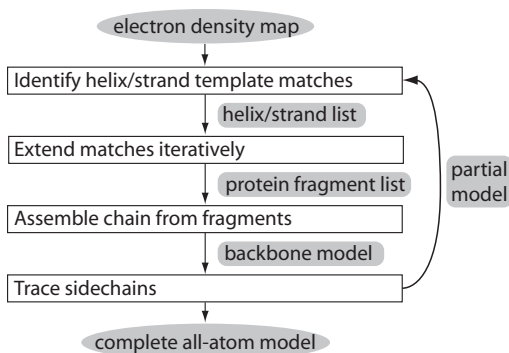 electron density map
Identify helix/strand template matches
helix/strand list
Extend matches iteratively
protein fragment list
Assemble chain from fragments
backbone model
Trace sidechains
complete all-atom model
partial
model